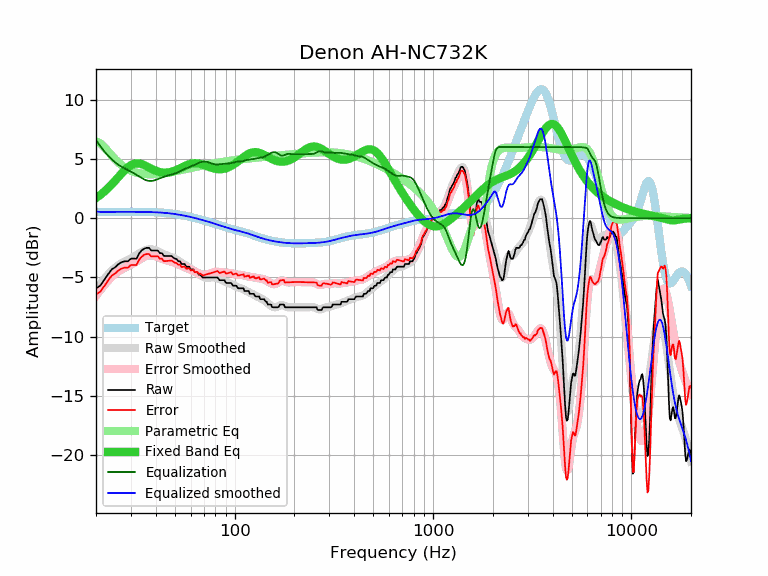 Denon AH-NC732K
10
5
0
−5
−10
−15
−20
Amplitude (dBr)
Target
Raw Smoothed
Error Smoothed
Raw
Error
Parametric Eq
Fixed Band Eq
Equalization
Equalized smoothed
100 1000 10000
Frequency (Hz)